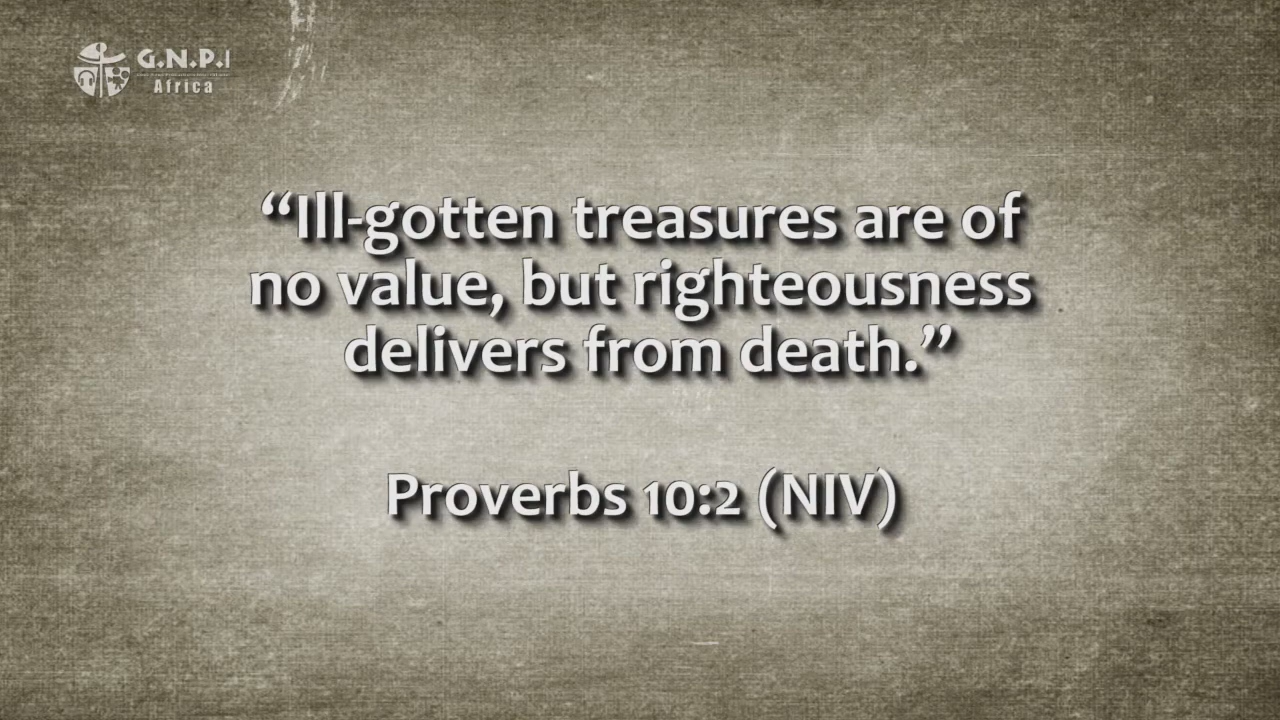 G.N.P.I
Africa
“Ill-gotten treasures are of
no value, but righteousness
delivers from death.”
Proverbs 10:2 (NIV)